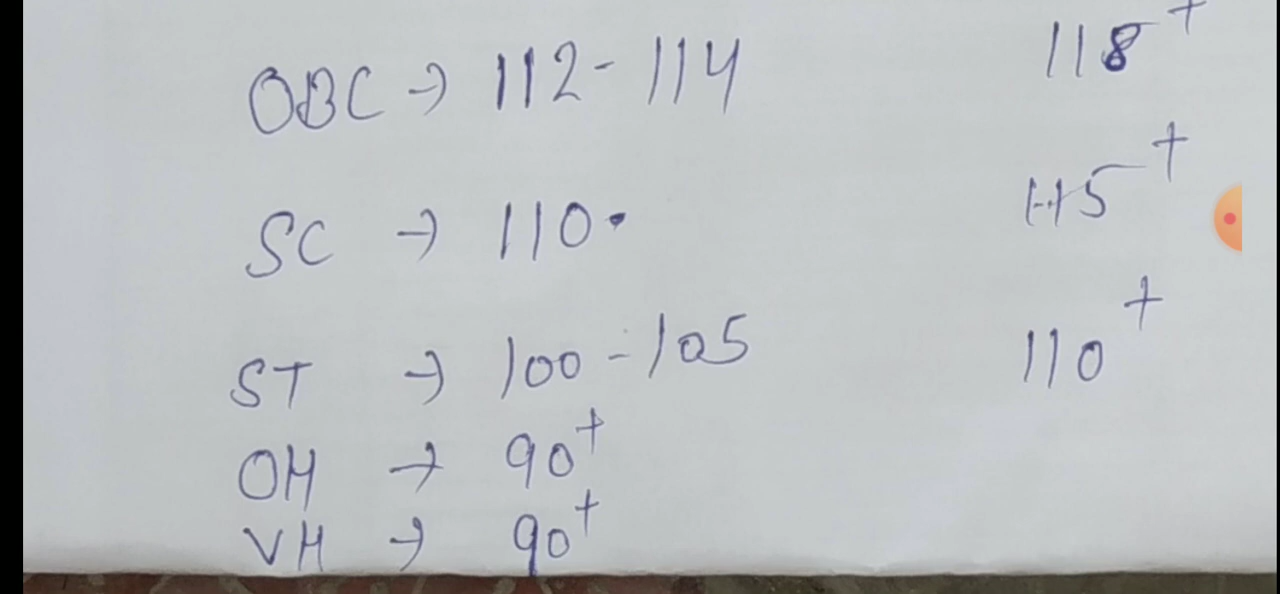 OBC → 112 - 114 118+
SC → 110. 115+
ST → 100 - 105 110+
OH → 90+
VH → 90+